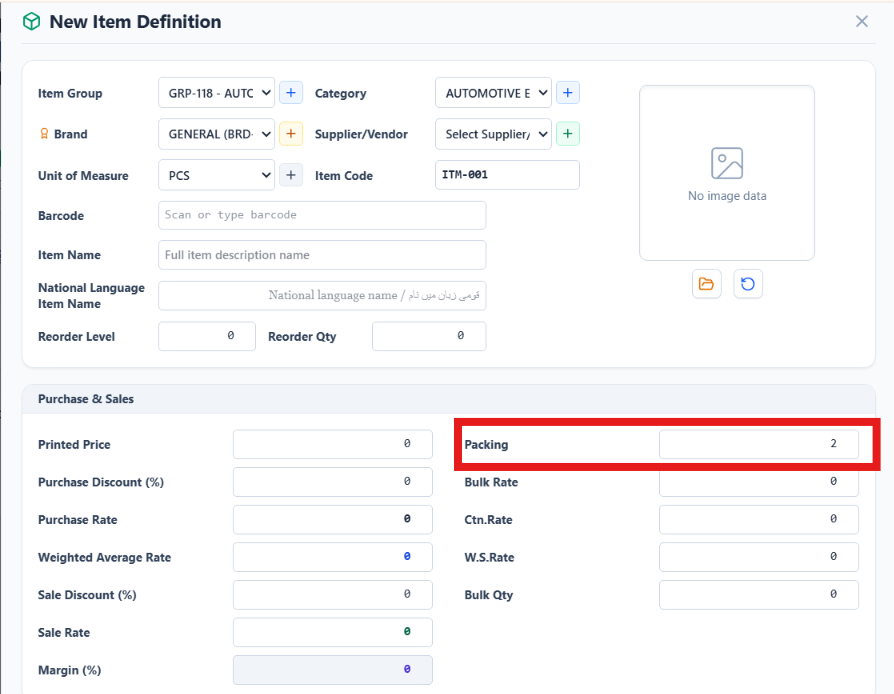 New Item Definition
Item Group GRP-118 - AUTC Category AUTOMOTIVE E
Brand GENERAL (BRD- Supplier/Vendor Select Supplier/
Unit of Measure PCS Item Code ITM-001
Barcode Scan or type barcode
Item Name Full item description name
National Language Item Name National language name / قومی زبان میں نام
Reorder Level 0 Reorder Qty 0
No image data
Purchase & Sales
Printed Price 0 Packing 2
Purchase Discount (%) 0 Bulk Rate 0
Purchase Rate 0 Ctn.Rate 0
Weighted Average Rate 0 W.S.Rate 0
Sale Discount (%) 0 Bulk Qty 0
Sale Rate 0
Margin (%) 0